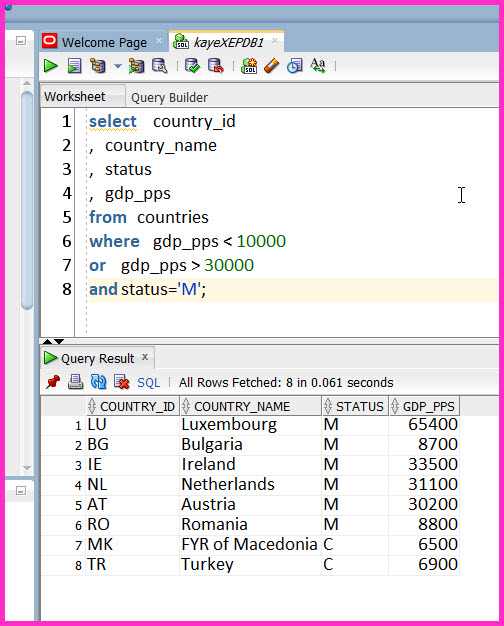 Welcome Page × kayeXEPDB1 ×
SQL SQL Aa
Worksheet Query Builder
1 select country_id
2 , country_name
3 , status
4 , gdp_pps
5 from countries
6 where gdp_pps < 10000
7 or gdp_pps > 30000
8 and status='M';
Query Result ×
SQL | All Rows Fetched: 8 in 0.061 seconds
COUNTRY_ID COUNTRY_NAME STATUS GDP_PPS
1 LU Luxembourg M 65400
2 BG Bulgaria M 8700
3 IE Ireland M 33500
4 NL Netherlands M 31100
5 AT Austria M 30200
6 RO Romania M 8800
7 MK FYR of Macedonia C 6500
8 TR Turkey C 6900